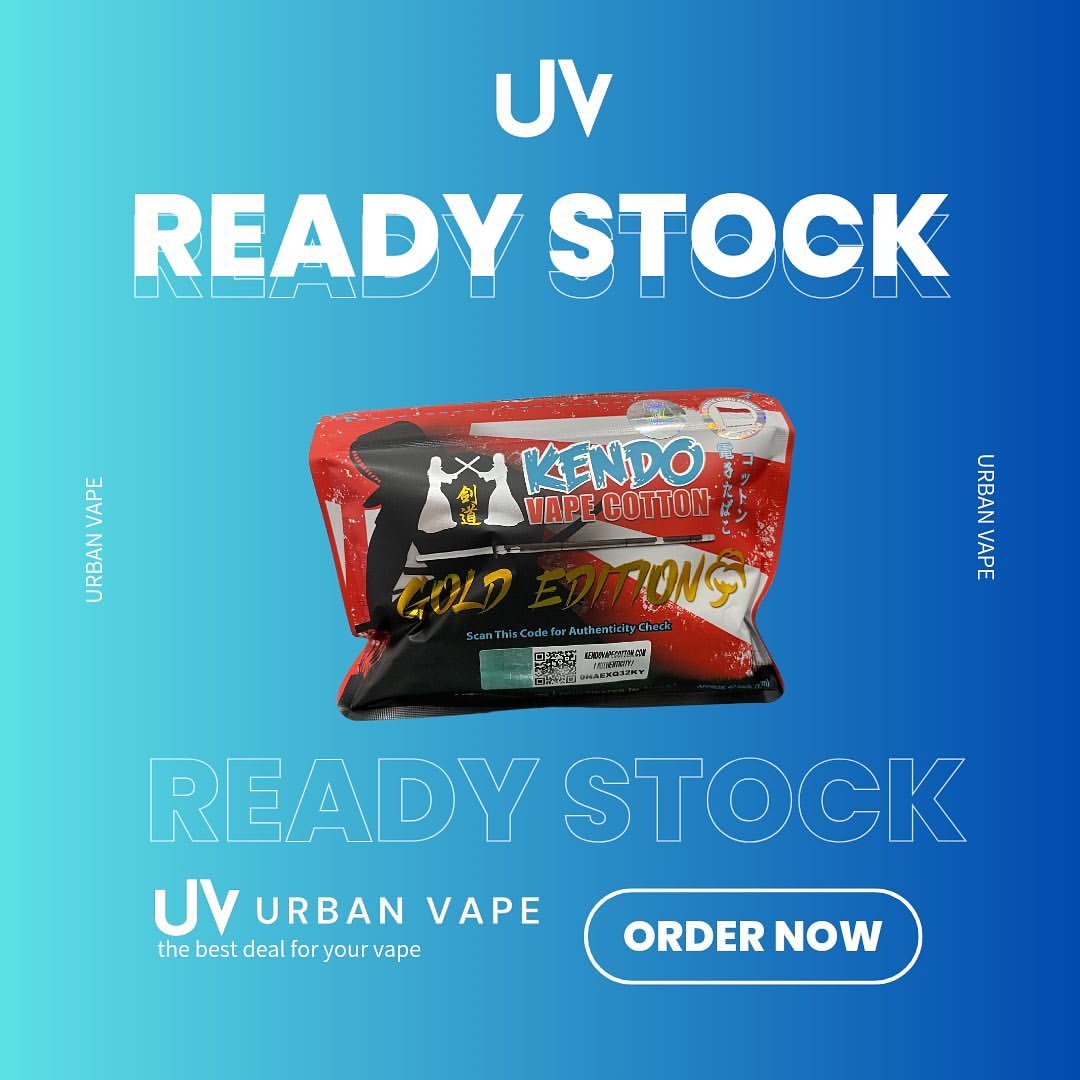 UV
READY STOCK
URBAN VAPE
URBAN VAPE
KENDO
VAPE COTTON
剣道
コットン
GOLD EDITION
Scan This Code for Authenticity Check
KENDOVAPECOTTON.COM
/AUTHENTICITY/
9HAEXQ32KY
READY STOCK
UV URBAN VAPE
the best deal for your vape
ORDER NOW